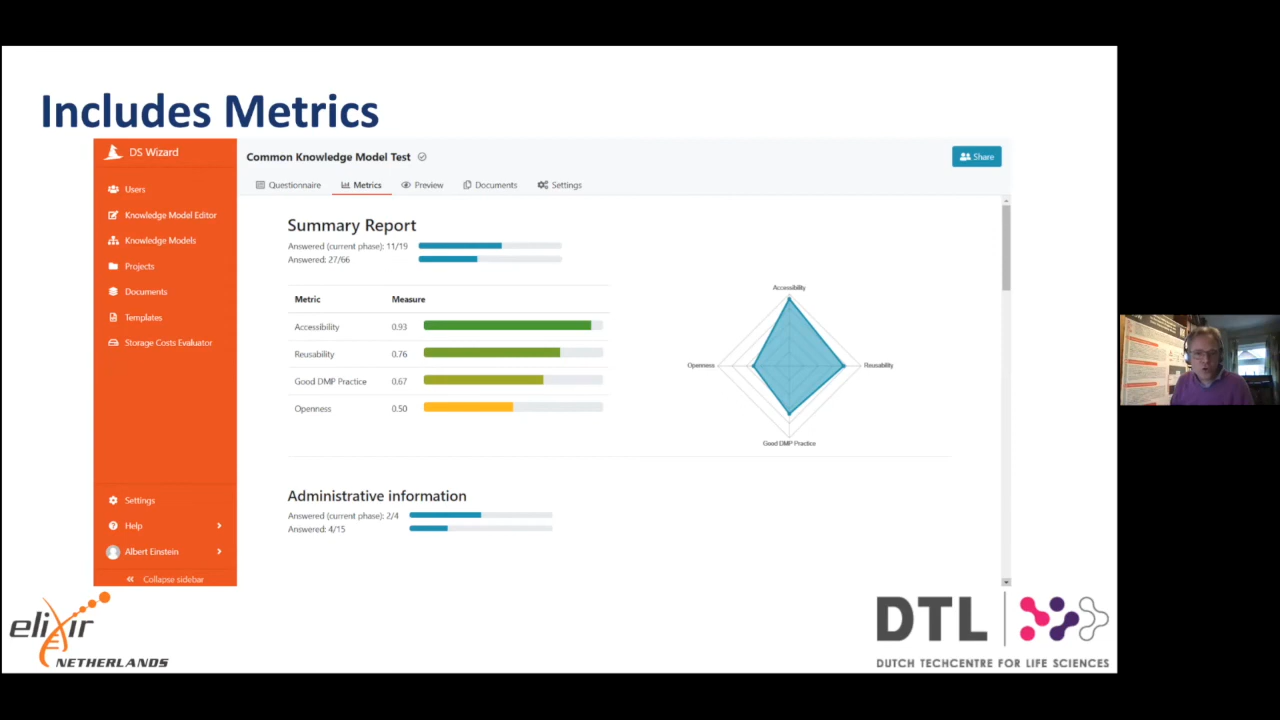 Includes Metrics
DS Wizard
Users
Knowledge Model Editor
Knowledge Models
Projects
Documents
Templates
Storage Costs Evaluator
Settings
Help
Albert Einstein
Collapse sidebar
Common Knowledge Model Test
Share
Questionnaire Metrics Preview Documents Settings
Summary Report
Answered (current phase): 11/19
Answered: 27/66
Metric Measure
Accessibility 0.93
Reusability 0.76
Good DMP Practice 0.67
Openness 0.50
Accessibility
Openness
Reusability
Good DMP Practice
Administrative information
Answered (current phase): 2/4
Answered: 4/15
elixir
NETHERLANDS
DTL
DUTCH TECHCENTRE FOR LIFE SCIENCES